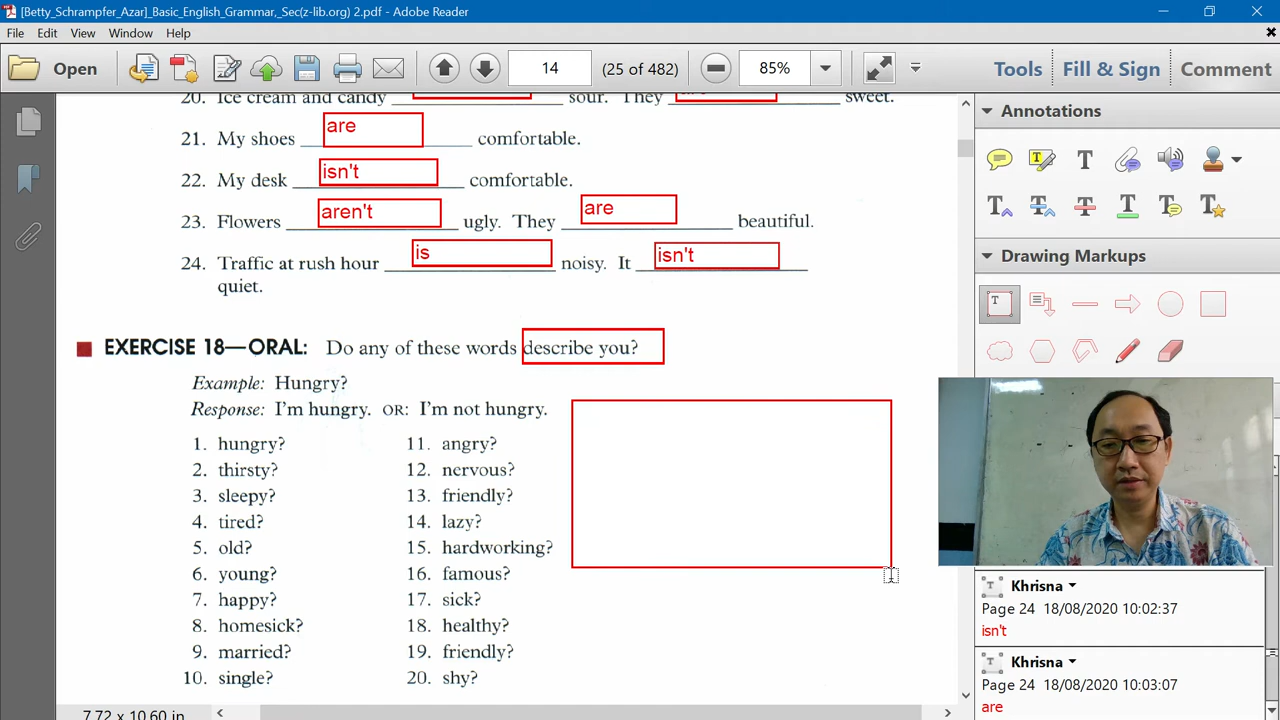 [Betty_Schrampfer_Azar]_Basic_English_Grammar,_Sec(z-lib.org) 2.pdf - Adobe Reader
File Edit View Window Help
Open 14 (25 of 482) 85% Tools Fill & Sign Comment
20. Ice cream and candy sour. They are sweet.
21. My shoes are comfortable.
22. My desk isn't comfortable.
23. Flowers aren't ugly. They are beautiful.
24. Traffic at rush hour is noisy. It isn't
quiet.
EXERCISE 18—ORAL: Do any of these words describe you?
Example: Hungry?
Response: I'm hungry. OR: I'm not hungry.
1. hungry?
2. thirsty?
3. sleepy?
4. tired?
5. old?
6. young?
7. happy?
8. homesick?
9. married?
10. single?
11. angry?
12. nervous?
13. friendly?
14. lazy?
15. hardworking?
16. famous?
17. sick?
18. healthy?
19. friendly?
20. shy?
7.72 x 10.60 in
Annotations
Drawing Markups
Khrisna
Page 24 18/08/2020 10:02:37
isn't
Khrisna
Page 24 18/08/2020 10:03:07
are